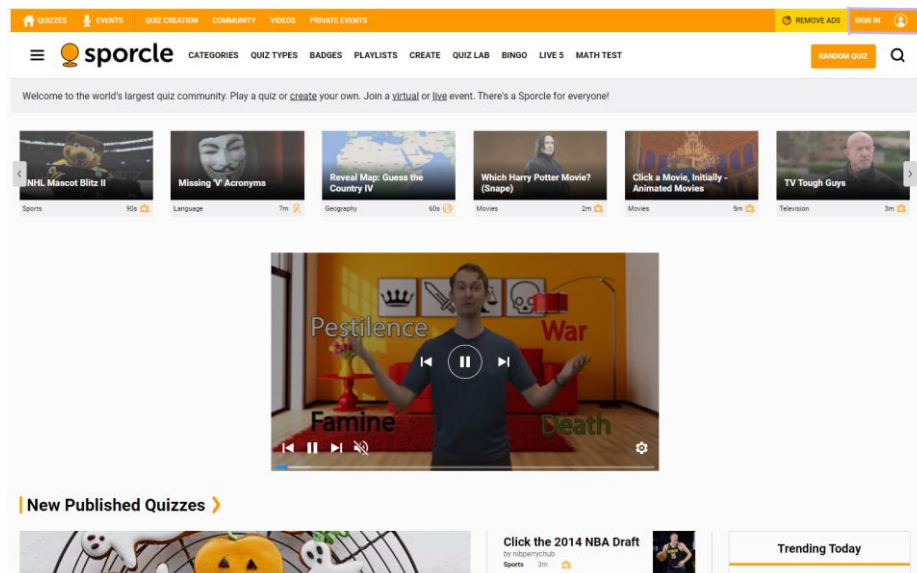 QUIZZES EVENTS QUIZ CREATION COMMUNITY VIDEOS PRIVATE EVENTS REMOVE ADS SIGN IN
sporcle CATEGORIES QUIZ TYPES BADGES PLAYLISTS CREATE QUIZ LAB BINGO LIVE 5 MATH TEST RANDOM QUIZ
Welcome to the world's largest quiz community. Play a quiz or create your own. Join a virtual or live event. There's a Sporcle for everyone!
NHL Mascot Blitz II
Sports 90s
Missing 'V' Acronyms
Language 7m
Reveal Map: Guess the
Country IV
Geography 60s
Which Harry Potter Movie?
(Snape)
Movies 2m
Click a Movie, Initially -
Animated Movies
Movies 5m
TV Tough Guys
Television 3m
Pestilence War
Famine Death
New Published Quizzes
Click the 2014 NBA Draft
by nibperrychub
Sports 2m
Trending Today